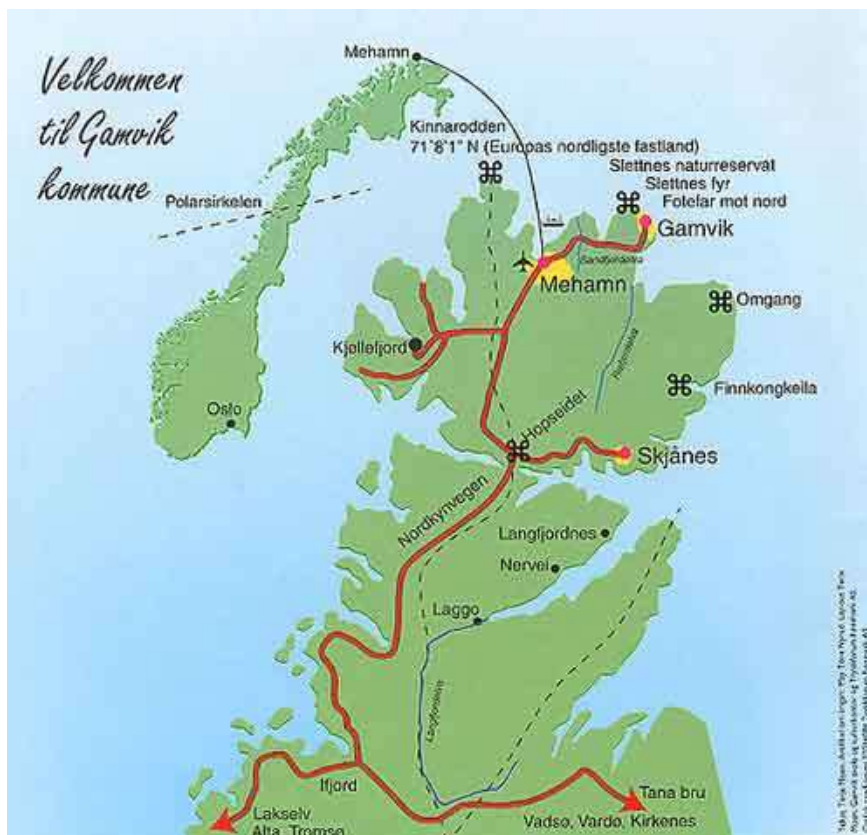 Velkommen
til Gamvik
kommune
Mehamn
Polarsirkelen
Oslo
Kinnarodden
71°8'1" N (Europas nordligste fastland)
Slettnes naturreservat
Slettnes fyr
Fotefar mot nord
Gamvik
Mehamn
Omgang
Kjøllefjord
Finnkongkeila
Hopseidet
Skjånes
Nordkynvegen
Langfjordnes
Nervei
Laggo
Langfjordelva
Ifjord
Tana bru
Lakselv
Vadsø, Vardø, Kirkenes
Alta, Tromsø